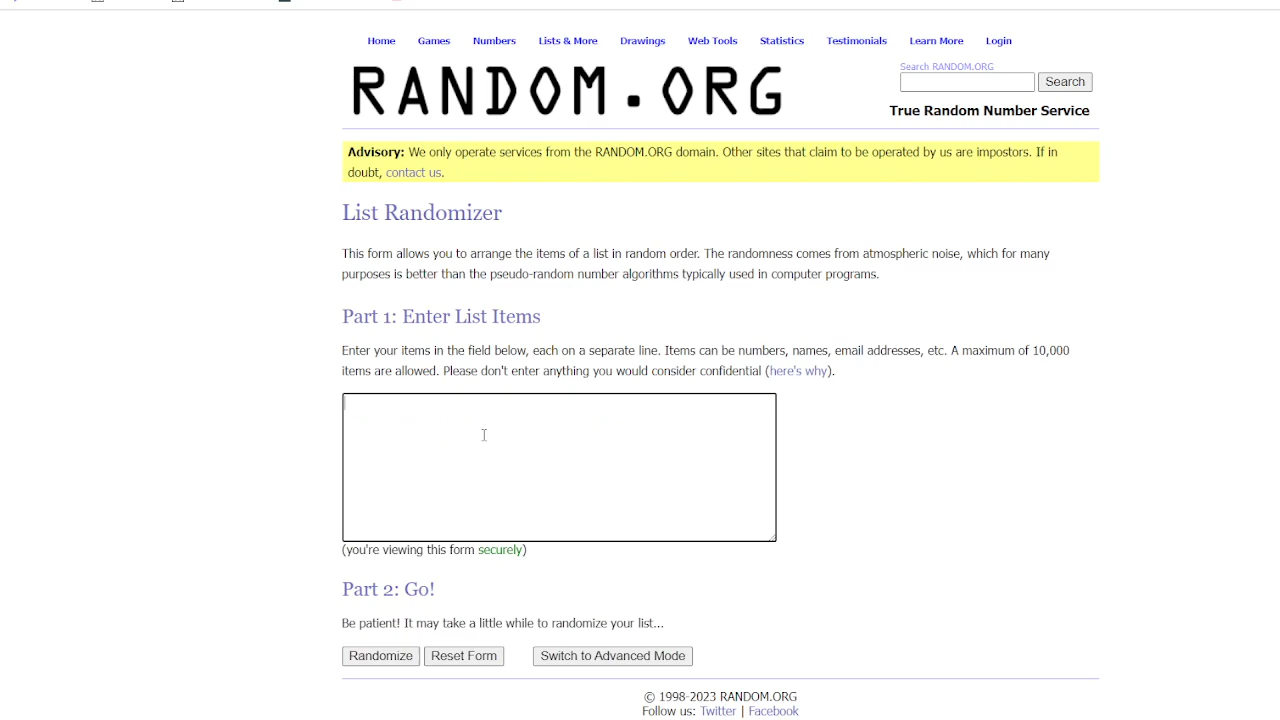 Home Games Numbers Lists & More Drawings Web Tools Statistics Testimonials Learn More Login
RANDOM.ORG
Search RANDOM.ORG
Search
True Random Number Service
Advisory: We only operate services from the RANDOM.ORG domain. Other sites that claim to be operated by us are impostors. If in
doubt, contact us.
List Randomizer
This form allows you to arrange the items of a list in random order. The randomness comes from atmospheric noise, which for many
purposes is better than the pseudo-random number algorithms typically used in computer programs.
Part 1: Enter List Items
Enter your items in the field below, each on a separate line. Items can be numbers, names, email addresses, etc. A maximum of 10,000
items are allowed. Please don't enter anything you would consider confidential (here's why).
(you're viewing this form securely)
Part 2: Go!
Be patient! It may take a little while to randomize your list...
Randomize Reset Form Switch to Advanced Mode
© 1998-2023 RANDOM.ORG
Follow us: Twitter | Facebook